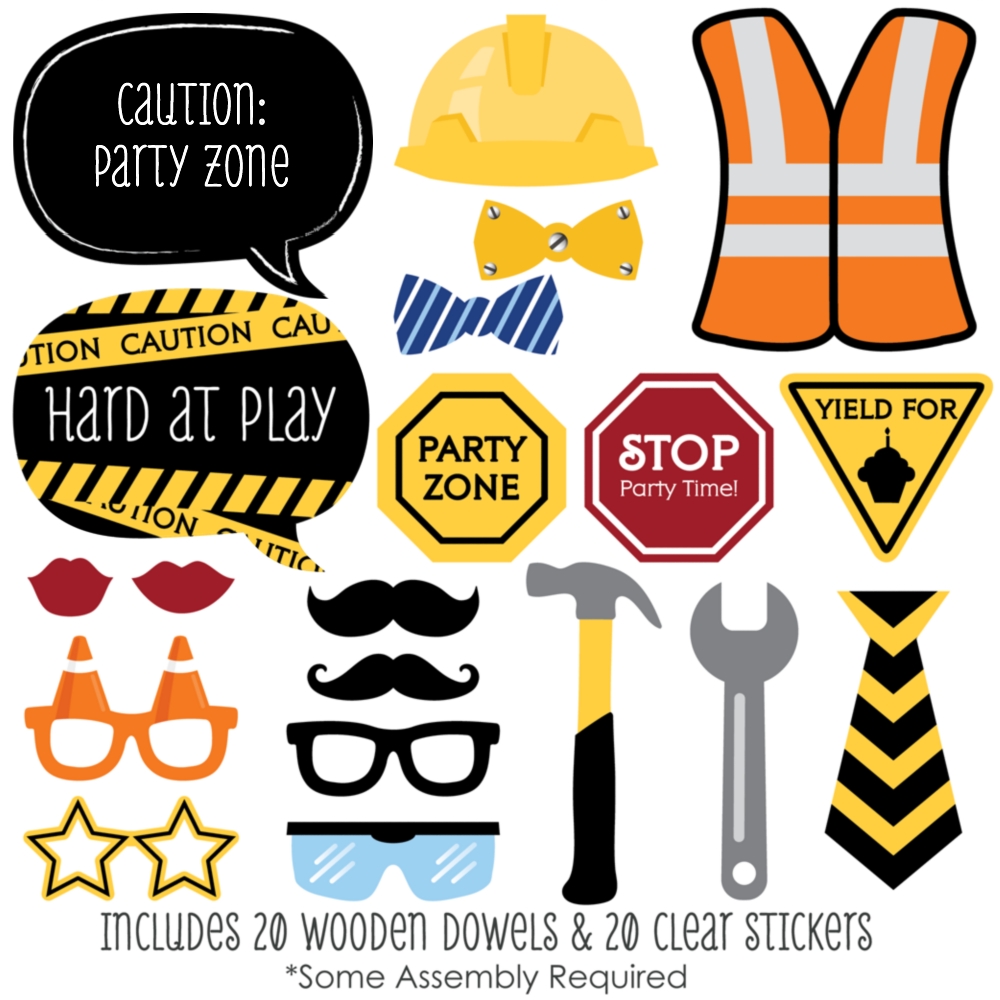 Caution:
Party Zone
UTION CAUTION CAU
Hard at Play
CAUTION
CAUTIO
PARTY
ZONE
STOP
Party Time!
YIELD FOR
Includes 20 Wooden Dowels & 20 Clear Stickers
*Some Assembly Required